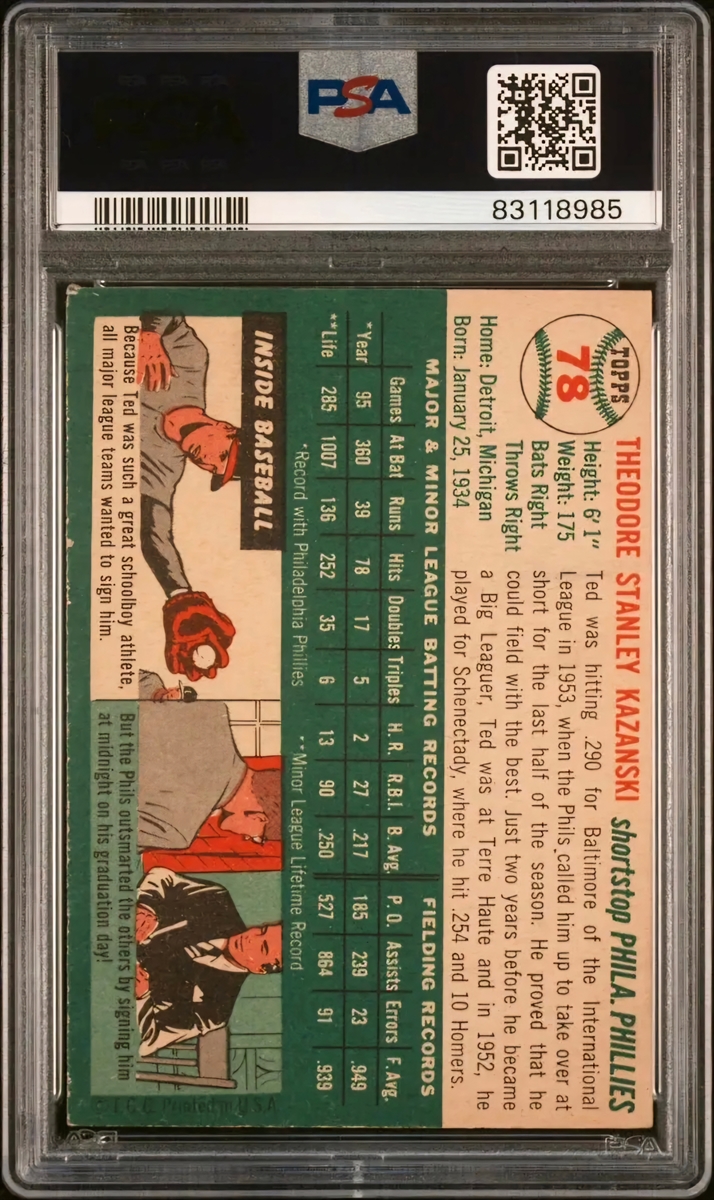 PSA
83118985
TOPPS
78
THEODORE STANLEY KAZANSKI shortstop PHILA. PHILLIES
Height: 6' 1"
Weight: 175
Bats Right
Throws Right
Home: Detroit, Michigan
Born: January 25, 1934
Ted was hitting .290 for Baltimore of the International
League in 1953, when the Phils called him up to take over at
short for the last half of the season. He proved that he
could field with the best. Just two years before he became
a Big Leaguer, Ted was at Terre Haute and in 1952, he
played for Schenectady, where he hit .254 and 10 Homers.
MAJOR & MINOR LEAGUE BATTING RECORDS FIELDING RECORDS
Games At Bat Runs Hits Doubles Triples H. R. R.B.I. B. Avg. P. O. Assists Errors F. Avg.
*Year 95 360 39 78 17 5 2 27 .217 185 239 23 .949
**Life 285 1007 136 252 35 6 13 90 .250 527 864 91 .939
*Record with Philadelphia Phillies **Minor League Lifetime Record
INSIDE BASEBALL
Because Ted was such a great schoolboy athlete,
all major league teams wanted to sign him.
But the Phils outsmarted the others by signing him
at midnight on his graduation day!
T. C. G. Printed in U.S.A.
PSA